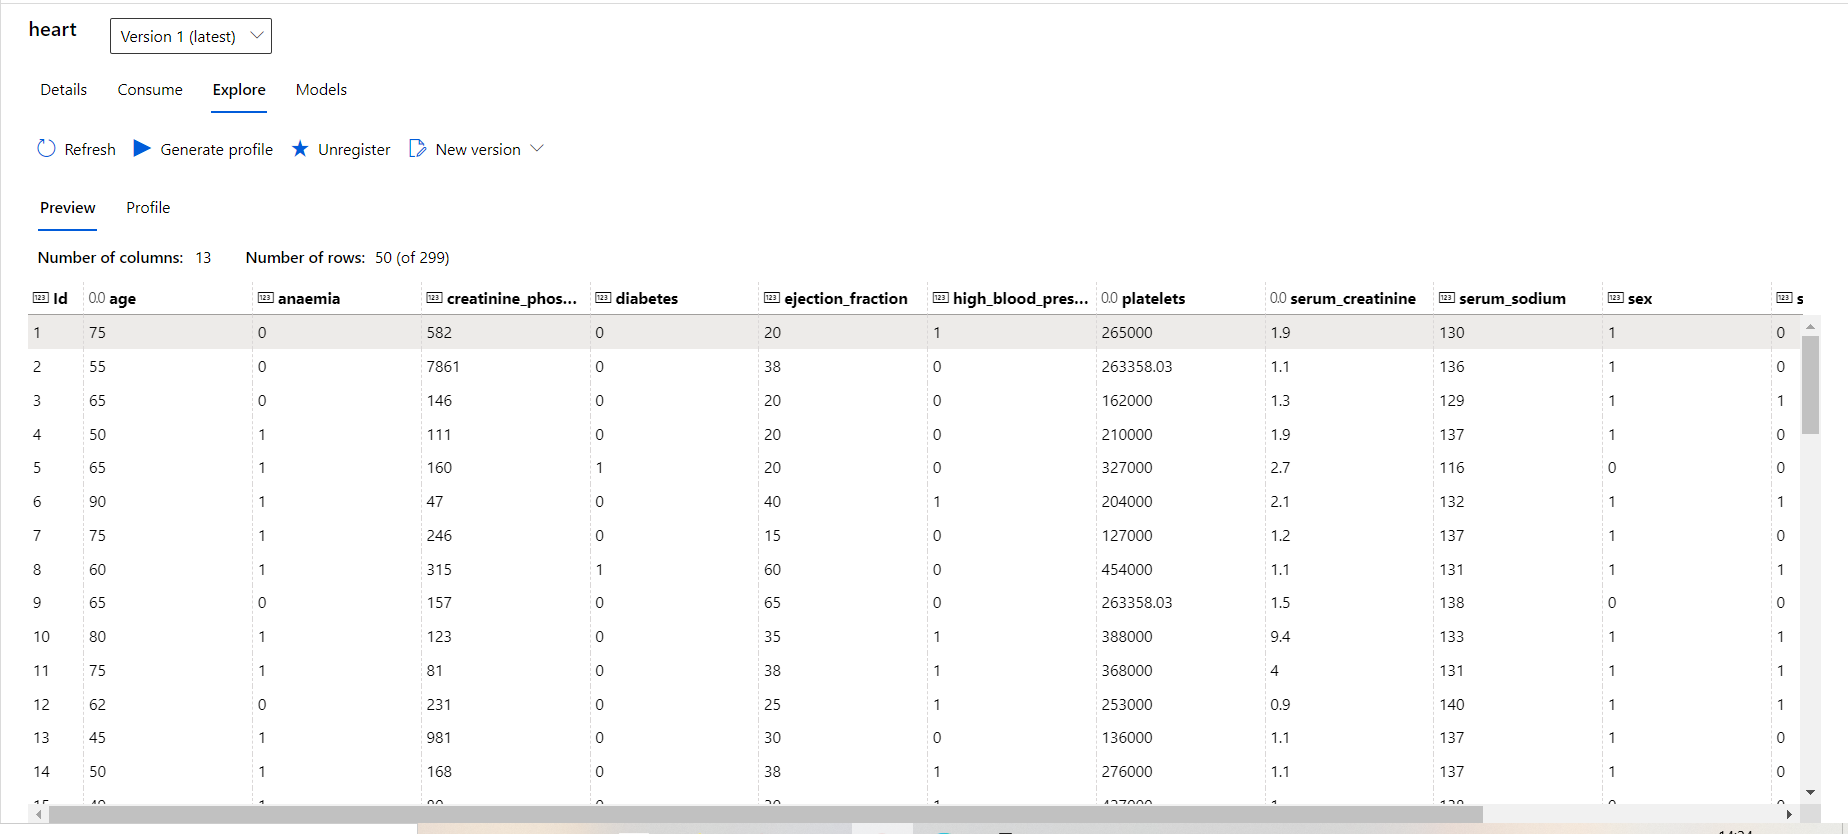 heart Version 1 (latest)
Details Consume Explore Models
Refresh Generate profile Unregister New version
Preview Profile
Number of columns: 13 Number of rows: 50 (of 299)
123 Id 0.0 age 123 anaemia 123 creatinine_phos... 123 diabetes 123 ejection_fraction 123 high_blood_pres... 0.0 platelets 0.0 serum_creatinine 123 serum_sodium 123 sex 123 s
1 75 0 582 0 20 1 265000 1.9 130 1 0
2 55 0 7861 0 38 0 263358.03 1.1 136 1 0
3 65 0 146 0 20 0 162000 1.3 129 1 1
4 50 1 111 0 20 0 210000 1.9 137 1 0
5 65 1 160 1 20 0 327000 2.7 116 0 0
6 90 1 47 0 40 1 204000 2.1 132 1 1
7 75 1 246 0 15 0 127000 1.2 137 1 0
8 60 1 315 1 60 0 454000 1.1 131 1 1
9 65 0 157 0 65 0 263358.03 1.5 138 0 0
10 80 1 123 0 35 1 388000 9.4 133 1 1
11 75 1 81 0 38 1 368000 4 131 1 1
12 62 0 231 0 25 1 253000 0.9 140 1 1
13 45 1 981 0 30 0 136000 1.1 137 1 0
14 50 1 168 0 38 1 276000 1.1 137 1 0